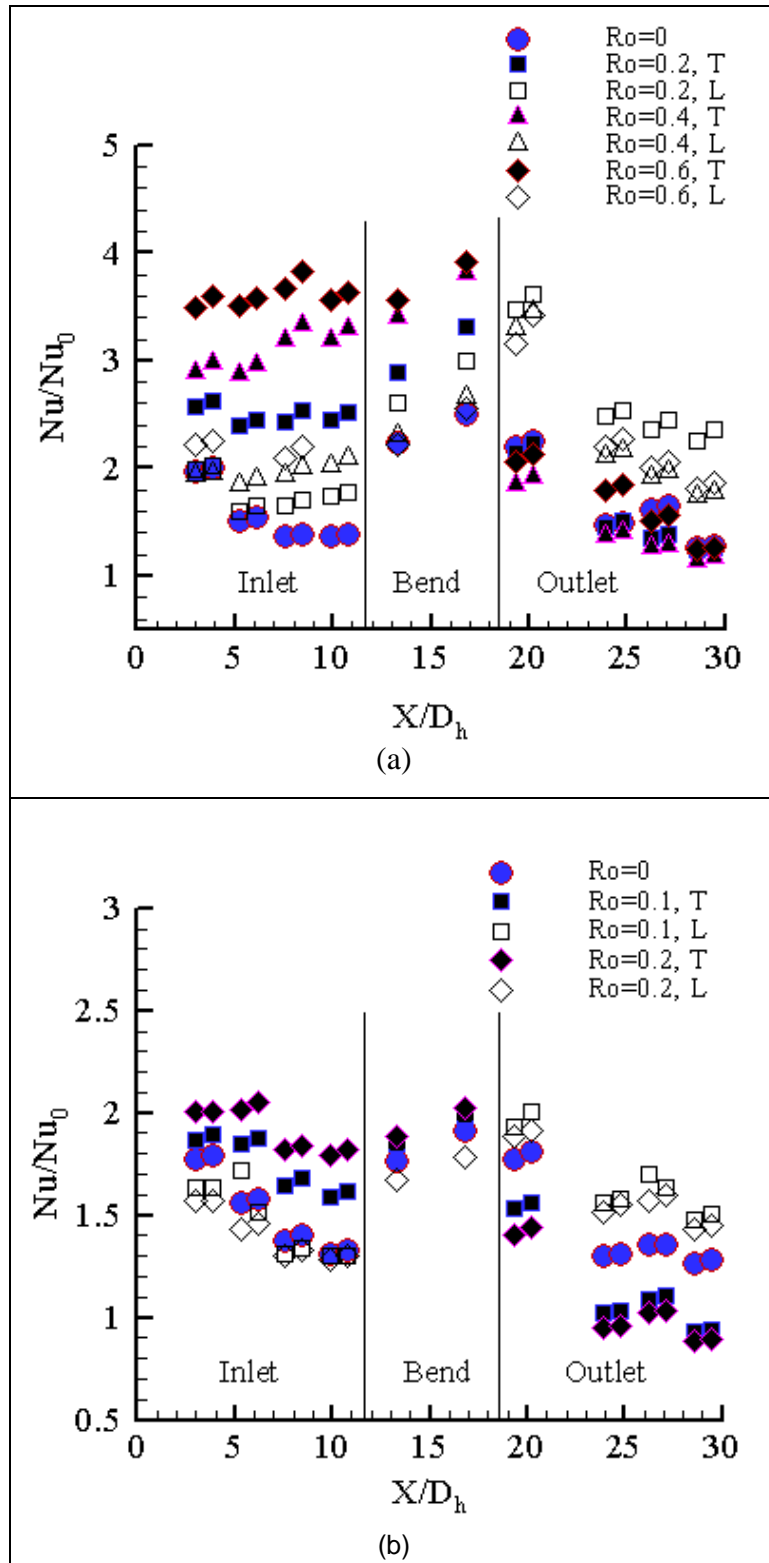 Ro=0
Ro=0.2, T
Ro=0.2, L
Ro=0.4, T
Ro=0.4, L
Ro=0.6, T
Ro=0.6, L
5
4
3
2
1
Nu/Nu0
Inlet
Bend
Outlet
0 5 10 15 20 25 30
X/Dh
(a)
Ro=0
Ro=0.1, T
Ro=0.1, L
Ro=0.2, T
Ro=0.2, L
3
2.5
2
1.5
1
0.5
Nu/Nu0
Inlet
Bend
Outlet
0 5 10 15 20 25 30
X/Dh
(b)